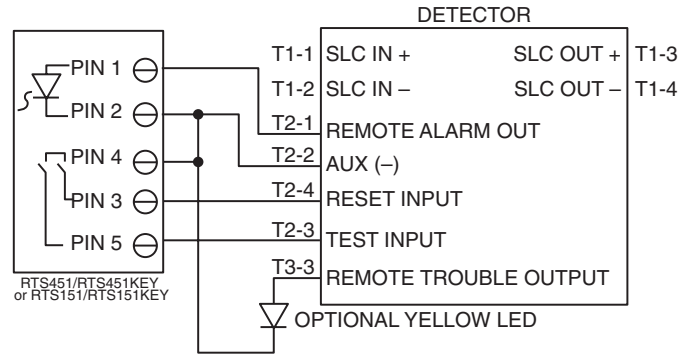 DETECTOR
T1-1 SLC IN + SLC OUT + T1-3
T1-2 SLC IN – SLC OUT – T1-4
PIN 1
PIN 2
PIN 4
PIN 3
PIN 5
T2-1 REMOTE ALARM OUT
T2-2 AUX (–)
T2-4 RESET INPUT
T2-3 TEST INPUT
T3-3 REMOTE TROUBLE OUTPUT
RTS451/RTS451KEY
or RTS151/RTS151KEY
OPTIONAL YELLOW LED